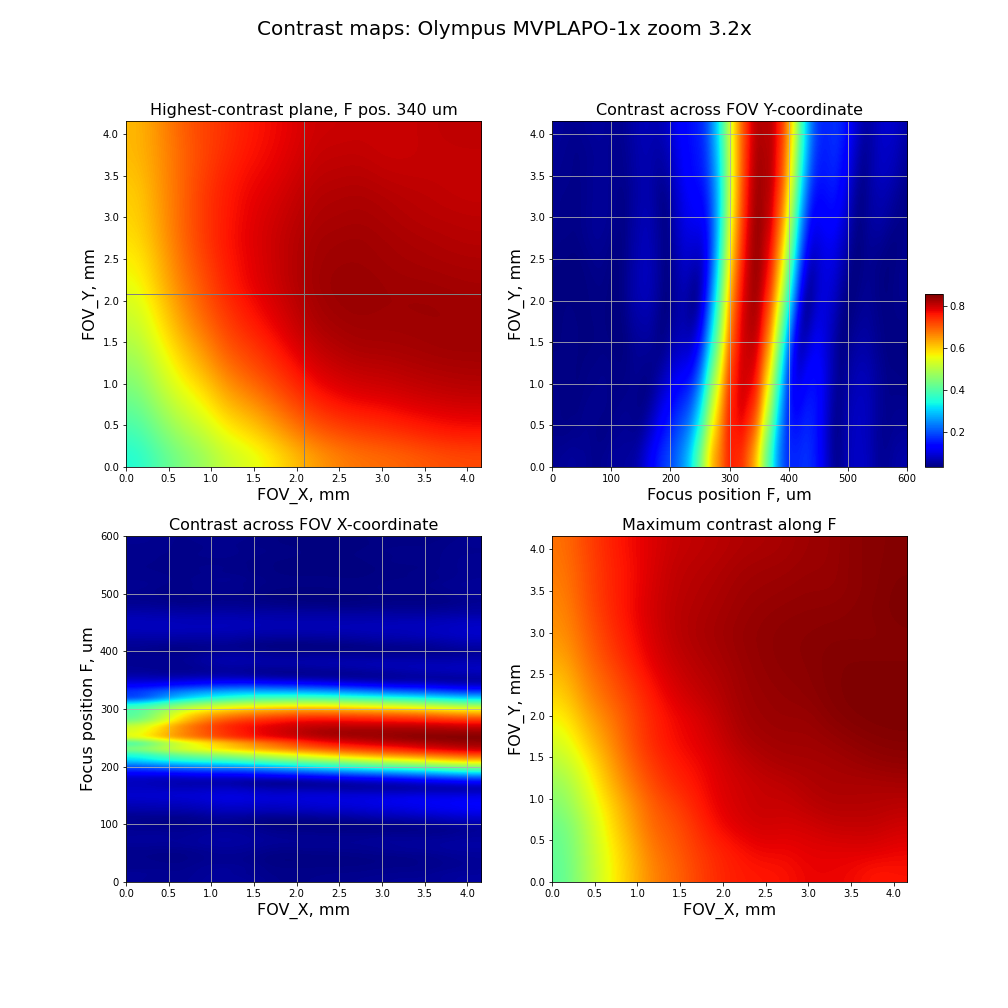 Contrast maps: Olympus MVPLAPO-1x zoom 3.2x
Highest-contrast plane, F pos. 340 um
4.0
3.5
3.0
2.5
2.0
1.5
1.0
0.5
0.0
FOV_Y, mm
0.0 0.5 1.0 1.5 2.0 2.5 3.0 3.5 4.0
FOV_X, mm
Contrast across FOV Y-coordinate
4.0
3.5
3.0
2.5
2.0
1.5
1.0
0.5
0.0
FOV_Y, mm
0 100 200 300 400 500 600
Focus position F, um
0.8
0.6
0.4
0.2
Contrast across FOV X-coordinate
600
500
400
300
200
100
0
Focus position F, um
0.0 0.5 1.0 1.5 2.0 2.5 3.0 3.5 4.0
FOV_X, mm
Maximum contrast along F
4.0
3.5
3.0
2.5
2.0
1.5
1.0
0.5
0.0
FOV_Y, mm
0.0 0.5 1.0 1.5 2.0 2.5 3.0 3.5 4.0
FOV_X, mm